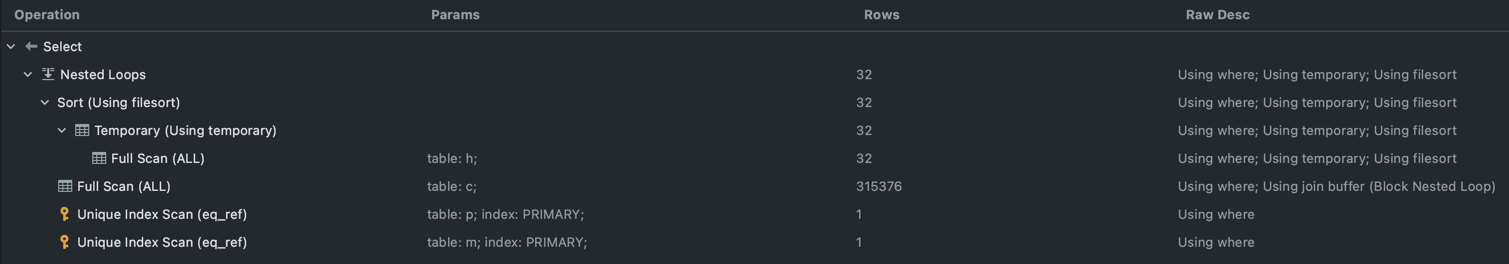 Operation Params Rows Raw Desc
Select
Nested Loops 32 Using where; Using temporary; Using filesort
Sort (Using filesort) 32 Using where; Using temporary; Using filesort
Temporary (Using temporary) 32 Using where; Using temporary; Using filesort
Full Scan (ALL) table: h; 32 Using where; Using temporary; Using filesort
Full Scan (ALL) table: c; 315376 Using where; Using join buffer (Block Nested Loop)
Unique Index Scan (eq_ref) table: p; index: PRIMARY; 1 Using where
Unique Index Scan (eq_ref) table: m; index: PRIMARY; 1 Using where